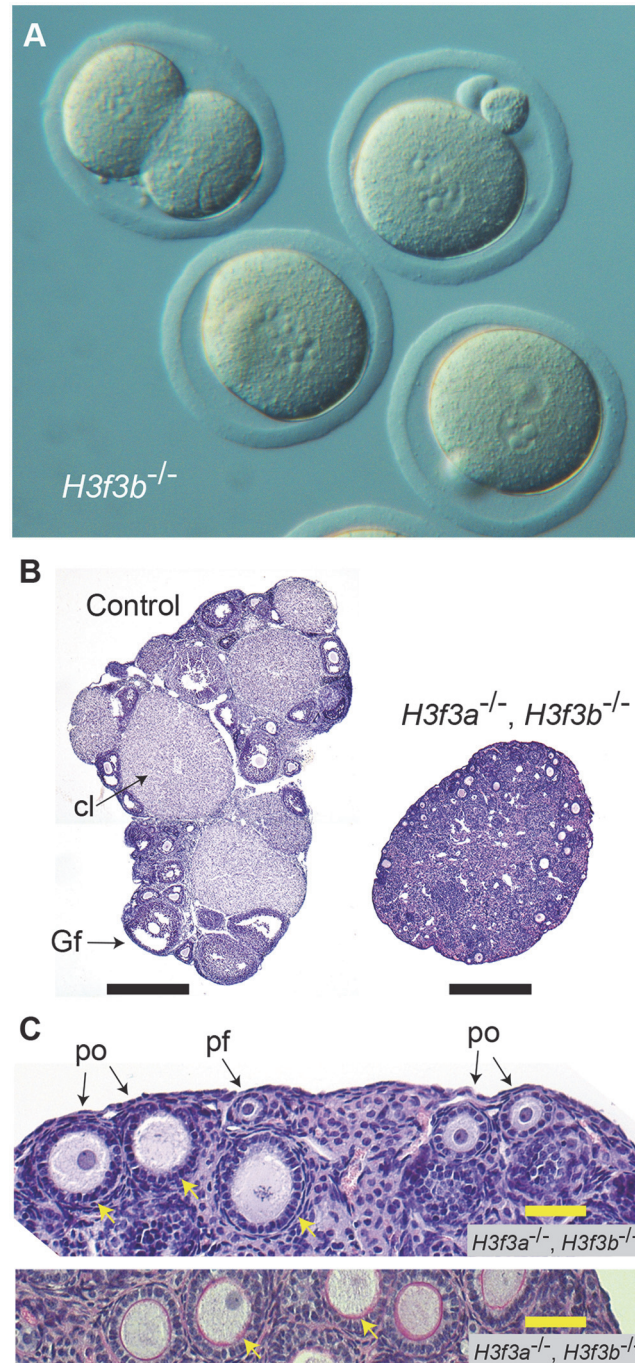 A
H3f3b-/-
B
Control
H3f3a-/-, H3f3b-/-
cl
Gf
C
po
pf
po
H3f3a-/-, H3f3b-/-
H3f3a-/-, H3f3b-/-